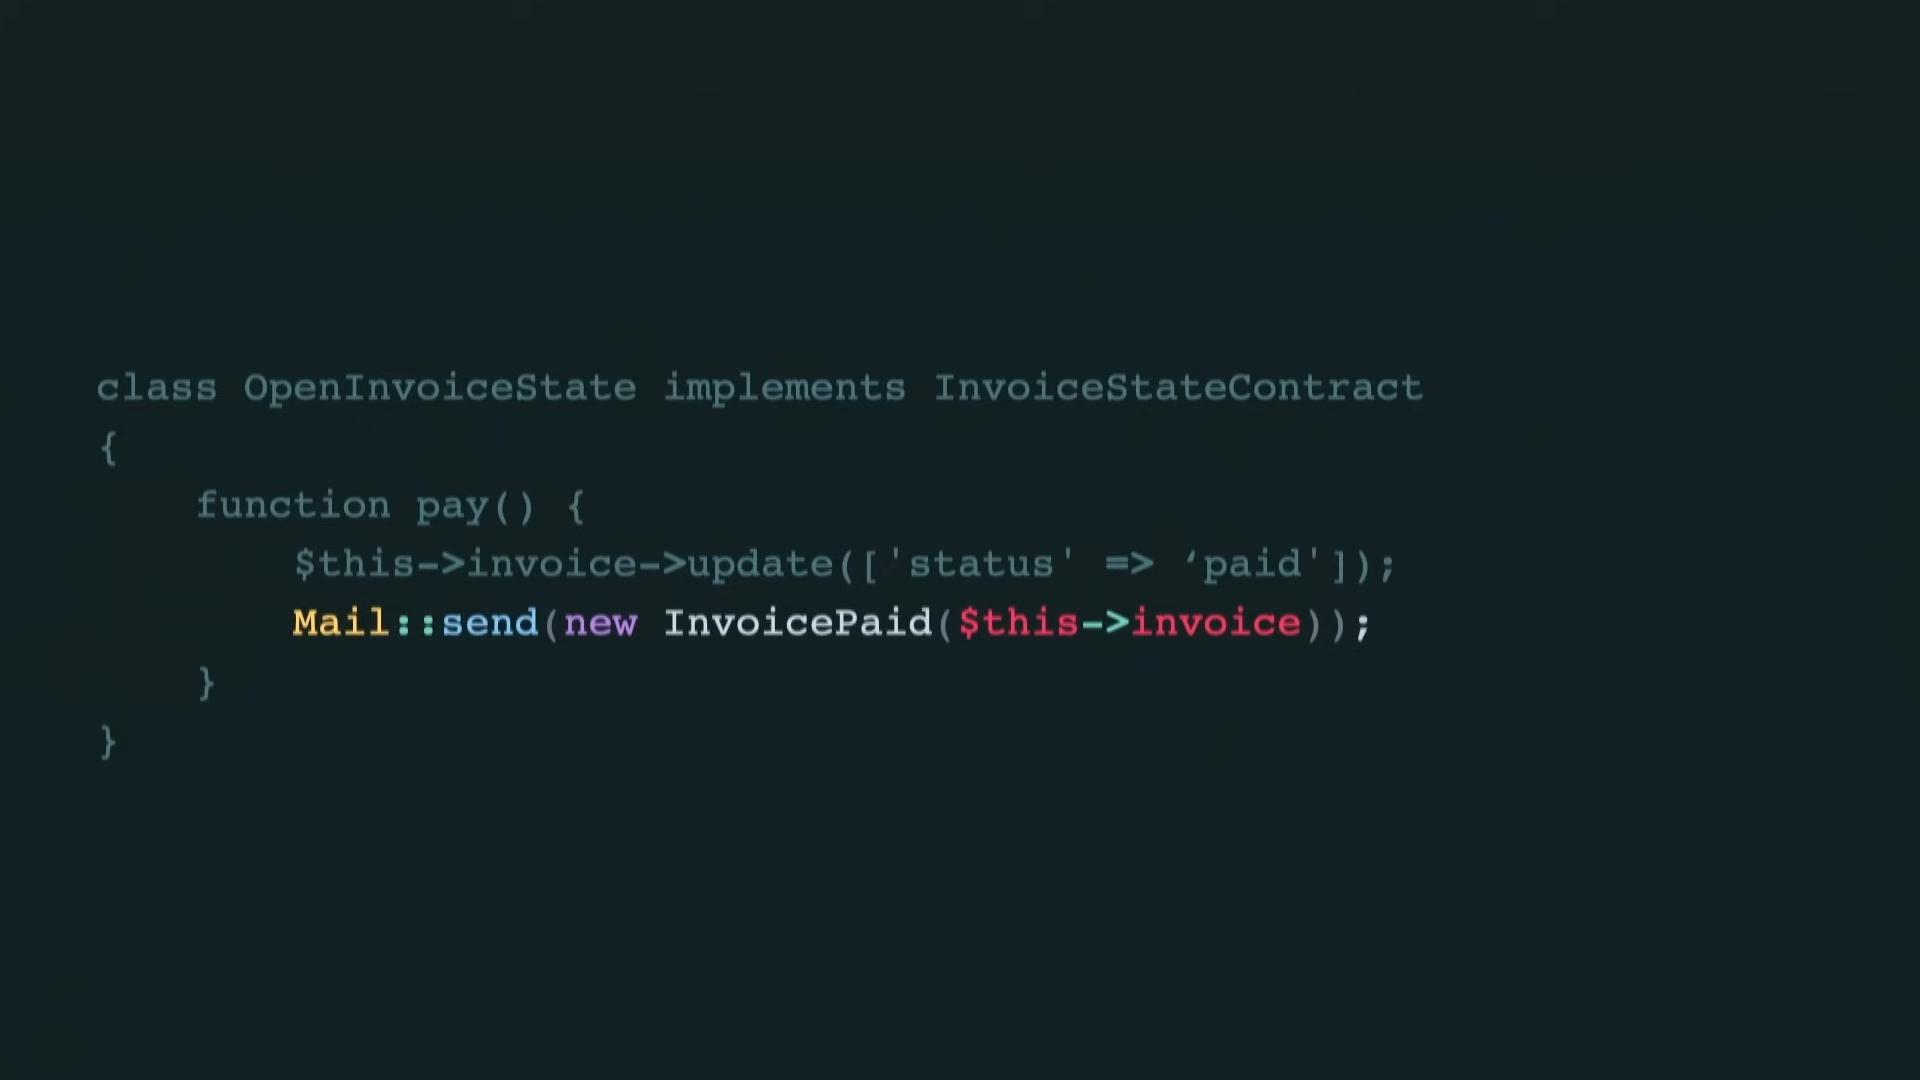 class OpenInvoiceState implements InvoiceStateContract
{
    function pay() {
        $this->invoice->update(['status' => ‘paid']);
        Mail::send(new InvoicePaid($this->invoice));
    }
}